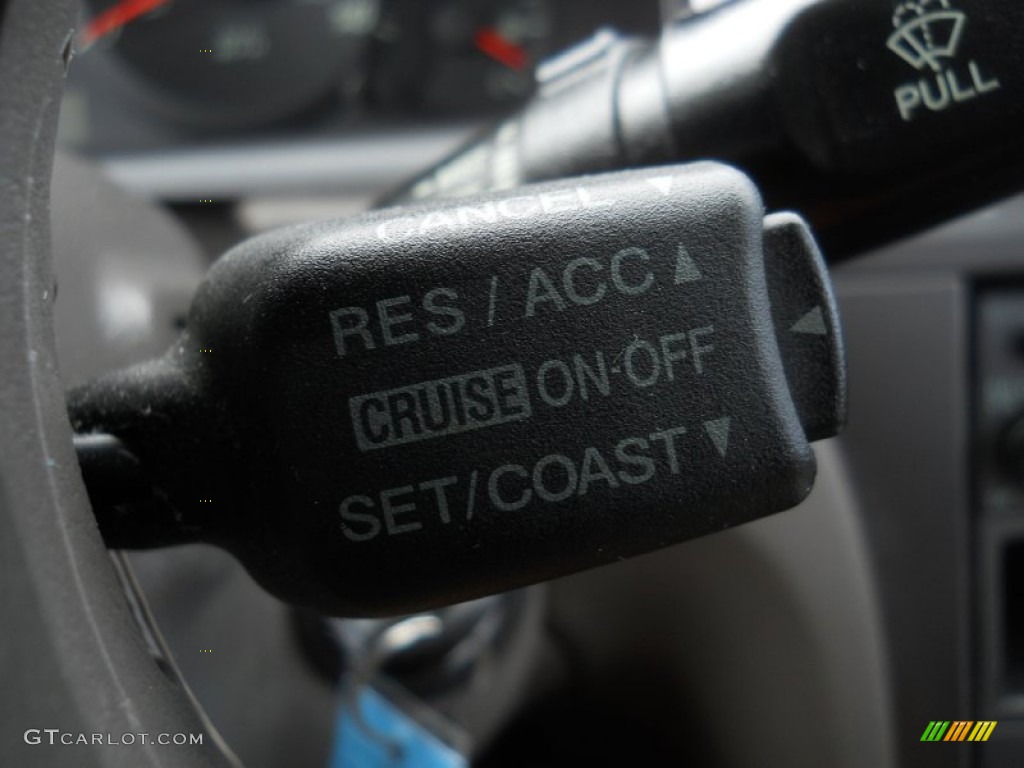 PULL
CANCEL ▼
RES / ACC ▲
CRUISE ON-OFF ◀
SET/COAST ▼
GTCARLOT.COM